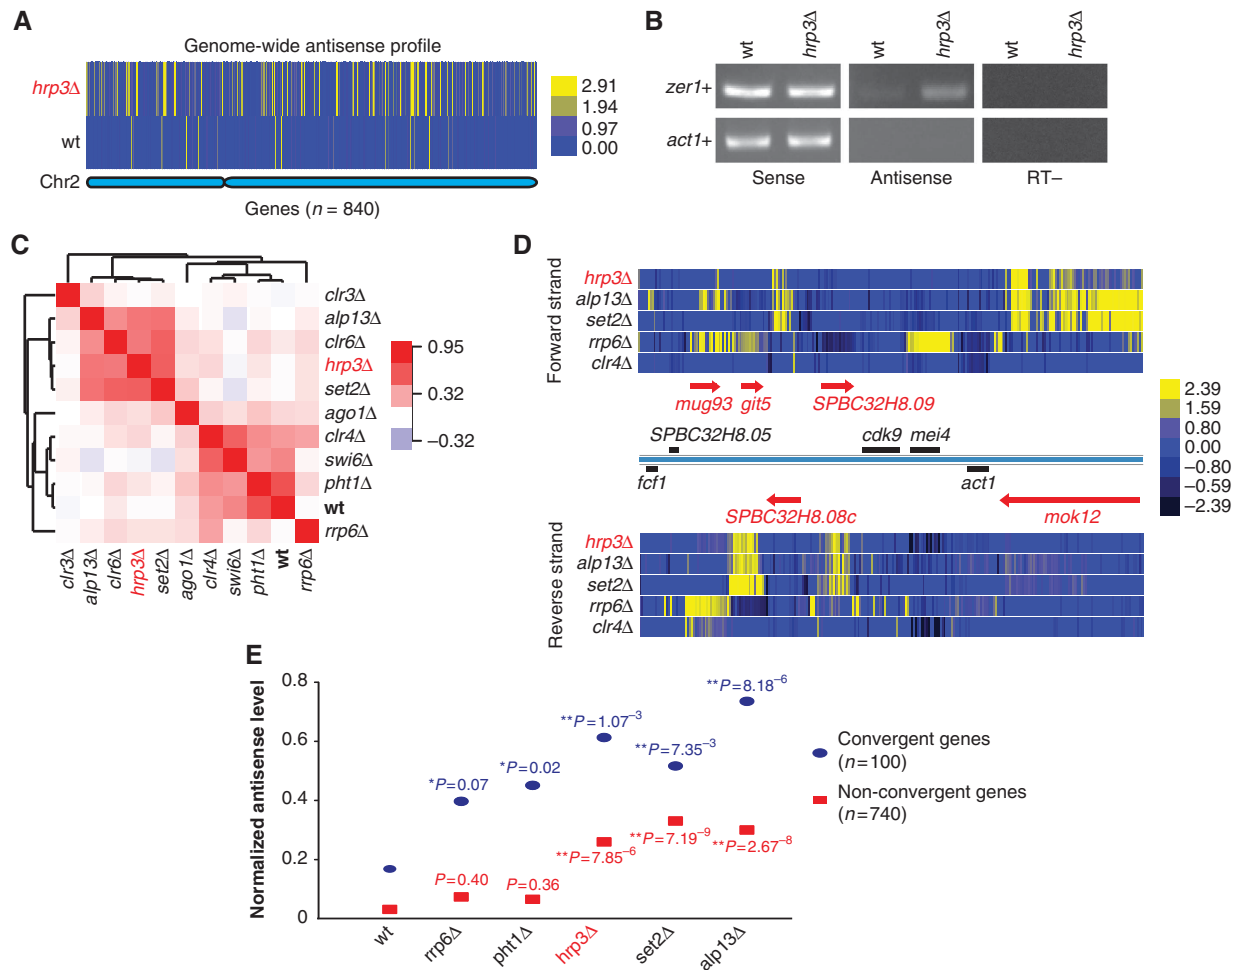 A
Genome-wide antisense profile
hrp3Δ
wt
2.91
1.94
0.97
0.00
Chr2
Genes (n = 840)
B
wt
hrp3Δ
wt
hrp3Δ
wt
hrp3Δ
zer1+
act1+
Sense
Antisense
RT–
C
clr3Δ
alp13Δ
clr6Δ
hrp3Δ
set2Δ
ago1Δ
clr4Δ
swi6Δ
pht1Δ
wt
rrp6Δ
0.95
0.32
–0.32
clr3Δ
alp13Δ
clr6Δ
hrp3Δ
set2Δ
ago1Δ
clr4Δ
swi6Δ
pht1Δ
wt
rrp6Δ
D
Forward strand
hrp3Δ
alp13Δ
set2Δ
rrp6Δ
clr4Δ
mug93
git5
SPBC32H8.09
SPBC32H8.05
cdk9
mei4
fcf1
act1
SPBC32H8.08c
mok12
2.39
1.59
0.80
0.00
–0.80
–0.59
–2.39
Reverse strand
hrp3Δ
alp13Δ
set2Δ
rrp6Δ
clr4Δ
E
Normalized antisense level
0.8
0.6
0.4
0.2
0
*P=0.07
*P=0.02
**P=1.07⁻³
**P=7.35⁻³
**P=8.18⁻⁶
P=0.40
P=0.36
**P=7.85⁻⁶
**P=7.19⁻⁹
**P=2.67⁻⁸
wt
rrp6Δ
pht1Δ
hrp3Δ
set2Δ
alp13Δ
Convergent genes
(n=100)
Non-convergent genes
(n=740)